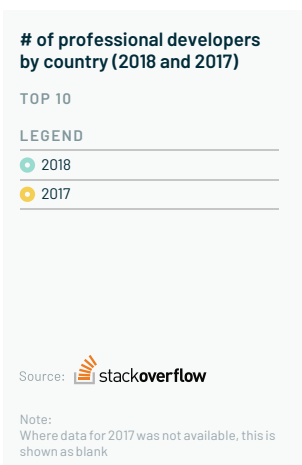 # of professional developers
by country (2018 and 2017)
TOP 10
LEGEND
2018
2017
Source: stackoverflow
Note:
Where data for 2017 was not available, this is
shown as blank